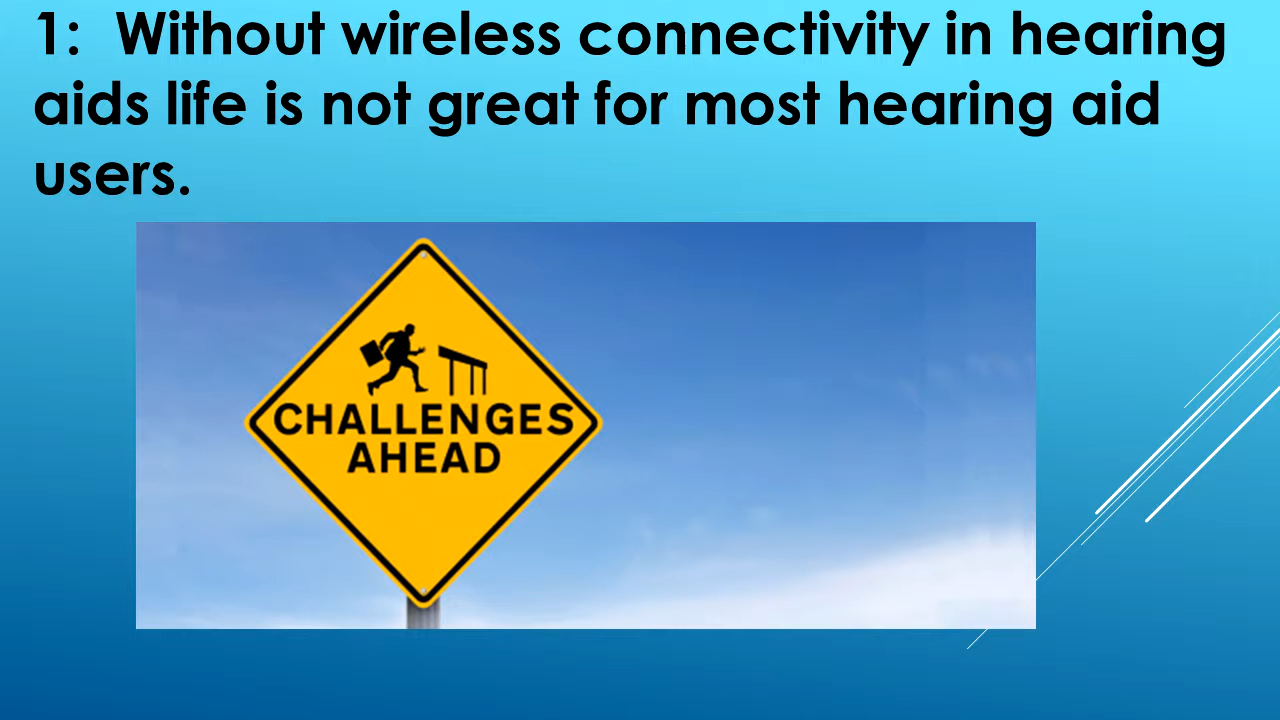 1:  Without wireless connectivity in hearing
aids life is not great for most hearing aid
users.
CHALLENGES
AHEAD